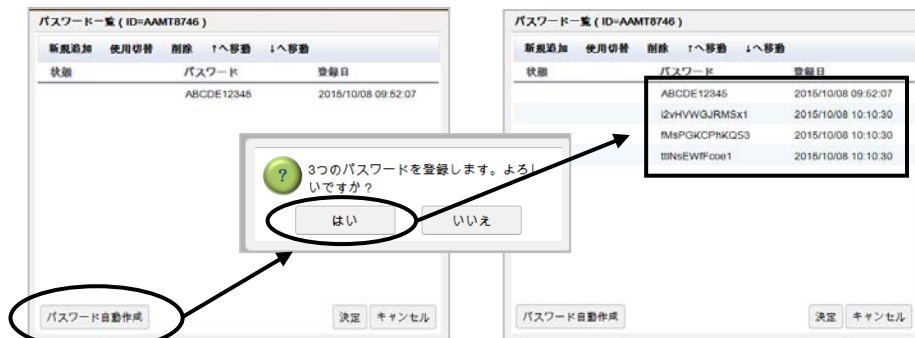 パスワード一覧 ( ID=AAMT8746 )
新規追加 使用切替 削除 ↑へ移動 ↓へ移動
状態 パスワード 登録日
ABCDE12345 2015/10/08 09:52:07
?
3つのパスワードを登録します。よろし
いですか？
はい いいえ
パスワード自動作成 決定 キャンセル
パスワード一覧 ( ID=AAMT8746 )
新規追加 使用切替 削除 ↑へ移動 ↓へ移動
状態 パスワード 登録日
ABCDE12345 2015/10/08 09:52:07
i2vHVWGJRMSx1 2015/10/08 10:10:30
fMsPGKCPhKQS3 2015/10/08 10:10:30
2015/10/08 10:10:30
パスワード自動作成 決定 キャンセル